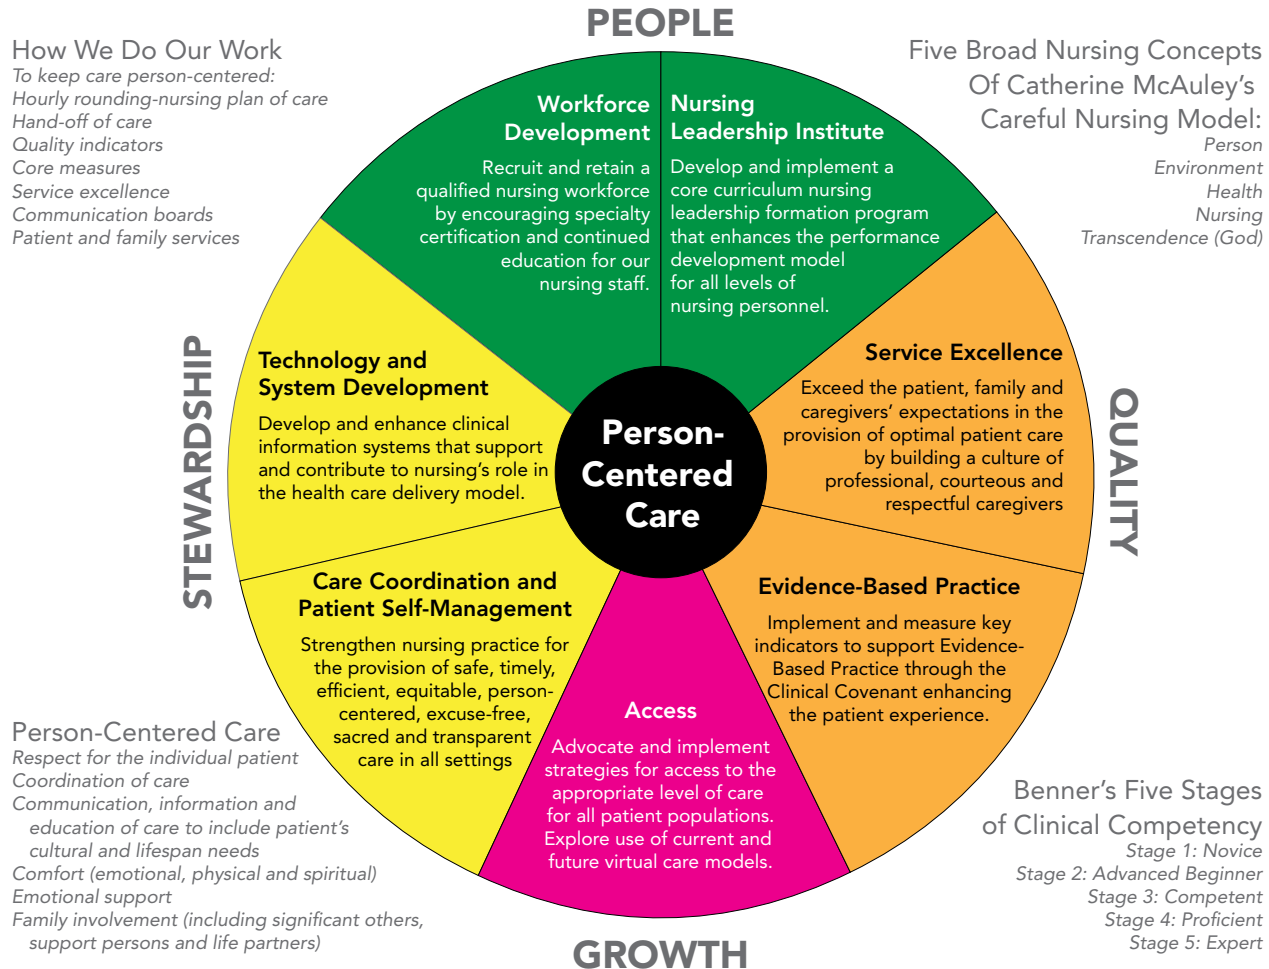 PEOPLE
How We Do Our Work
To keep care person-centered:
Hourly rounding-nursing plan of care
Hand-off of care
Quality indicators
Core measures
Service excellence
Communication boards
Patient and family services
Five Broad Nursing Concepts
Of Catherine McAuley’s
Careful Nursing Model:
Person
Environment
Health
Nursing
Transcendence (God)
Workforce
Development
Recruit and retain a
qualified nursing workforce
by encouraging specialty
certification and continued
education for our
nursing staff.
Nursing
Leadership Institute
Develop and implement a
core curriculum nursing
leadership formation program
that enhances the performance
development model
for all levels of
nursing personnel.
STEWARDSHIP
Technology and
System Development
Develop and enhance clinical
information systems that support
and contribute to nursing’s role in
the health care delivery model.
Person-
Centered
Care
Service Excellence
Exceed the patient, family and
caregivers’ expectations in the
provision of optimal patient care
by building a culture of
professional, courteous and
respectful caregivers
QUALITY
Care Coordination and
Patient Self-Management
Strengthen nursing practice for
the provision of safe, timely,
efficient, equitable, person-
centered, excuse-free,
sacred and transparent
care in all settings
Evidence-Based Practice
Implement and measure key
indicators to support Evidence-
Based Practice through the
Clinical Covenant enhancing
the patient experience.
Access
Advocate and implement
strategies for access to the
appropriate level of care
for all patient populations.
Explore use of current and
future virtual care models.
Person-Centered Care
Respect for the individual patient
Coordination of care
Communication, information and
education of care to include patient’s
cultural and lifespan needs
Comfort (emotional, physical and spiritual)
Emotional support
Family involvement (including significant others,
support persons and life partners)
Benner’s Five Stages
of Clinical Competency
Stage 1: Novice
Stage 2: Advanced Beginner
Stage 3: Competent
Stage 4: Proficient
Stage 5: Expert
GROWTH